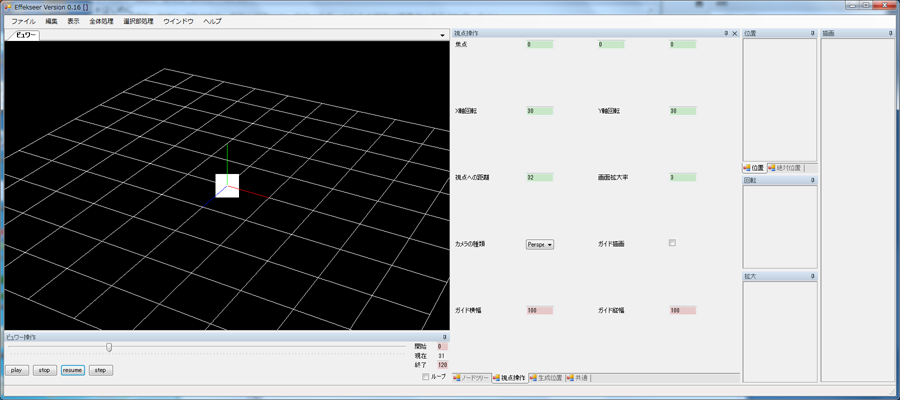 Effekseer Version 0.16 []
ファイル 編集 表示 全体処理 選択部処理 ウインドウ ヘルプ
ビュワー
視点操作
焦点 0 0 0
X軸回転 30 Y軸回転 30
視点への距離 32 画面拡大率 3
カメラの種類 Perspe. ガイド描画
ガイド横幅 100 ガイド縦幅 100
ノードツリー 視点操作 生成位置 共通
位置
位置 絶対位置
回転
拡大
描画
ビュワー操作
開始 0
現在 31
終了 120
ループ
play stop resume step